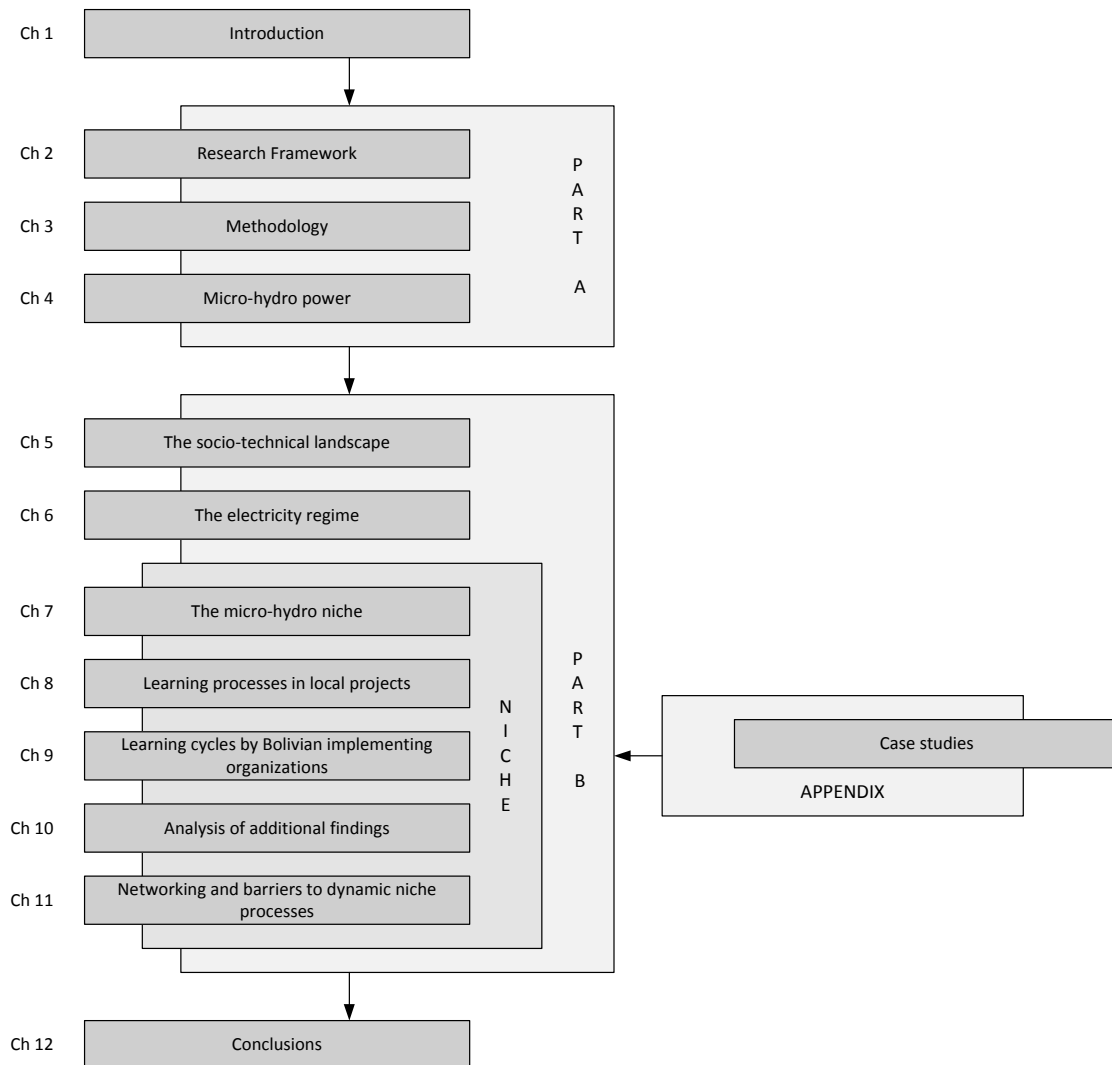 Ch 1
Introduction
Ch 2
Research Framework
Ch 3
Methodology
Ch 4
Micro-hydro power
PART A
Ch 5
The socio-technical landscape
Ch 6
The electricity regime
Ch 7
The micro-hydro niche
Ch 8
Learning processes in local projects
Ch 9
Learning cycles by Bolivian implementing
organizations
Ch 10
Analysis of additional findings
Ch 11
Networking and barriers to dynamic niche
processes
NICHE
PART B
Case studies
APPENDIX
Ch 12
Conclusions